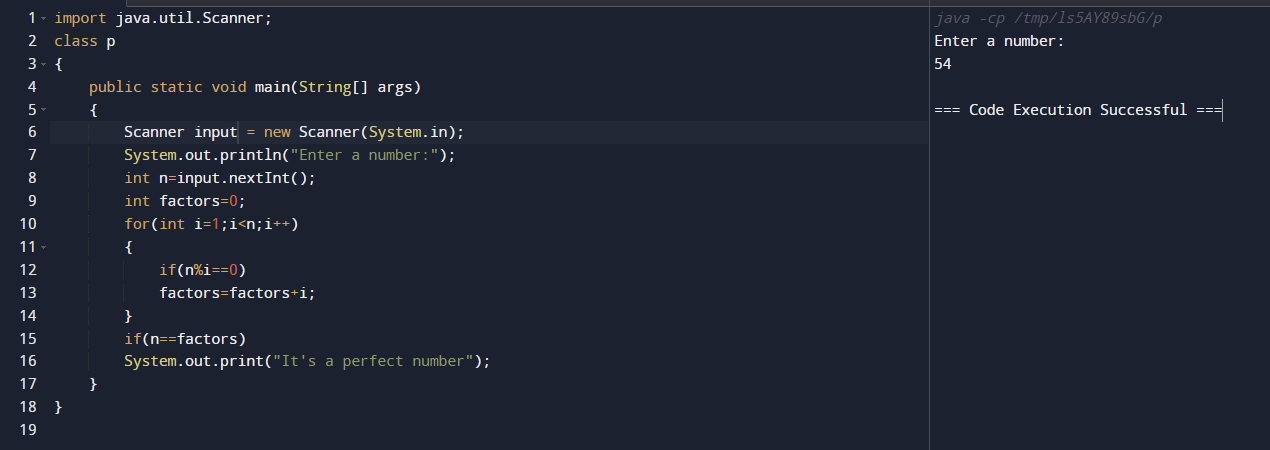 1 import java.util.Scanner;
2 class p
3 {
4 public static void main(String[] args)
5 {
6 Scanner input = new Scanner(System.in);
7 System.out.println("Enter a number:");
8 int n=input.nextInt();
9 int factors=0;
10 for(int i=1;i<n;i++)
11 {
12 if(n%i==0)
13 factors=factors+i;
14 }
15 if(n==factors)
16 System.out.print("It's a perfect number");
17 }
18 }
19
java -cp /tmp/ls5AY89sbG/p
Enter a number:
54
=== Code Execution Successful ===